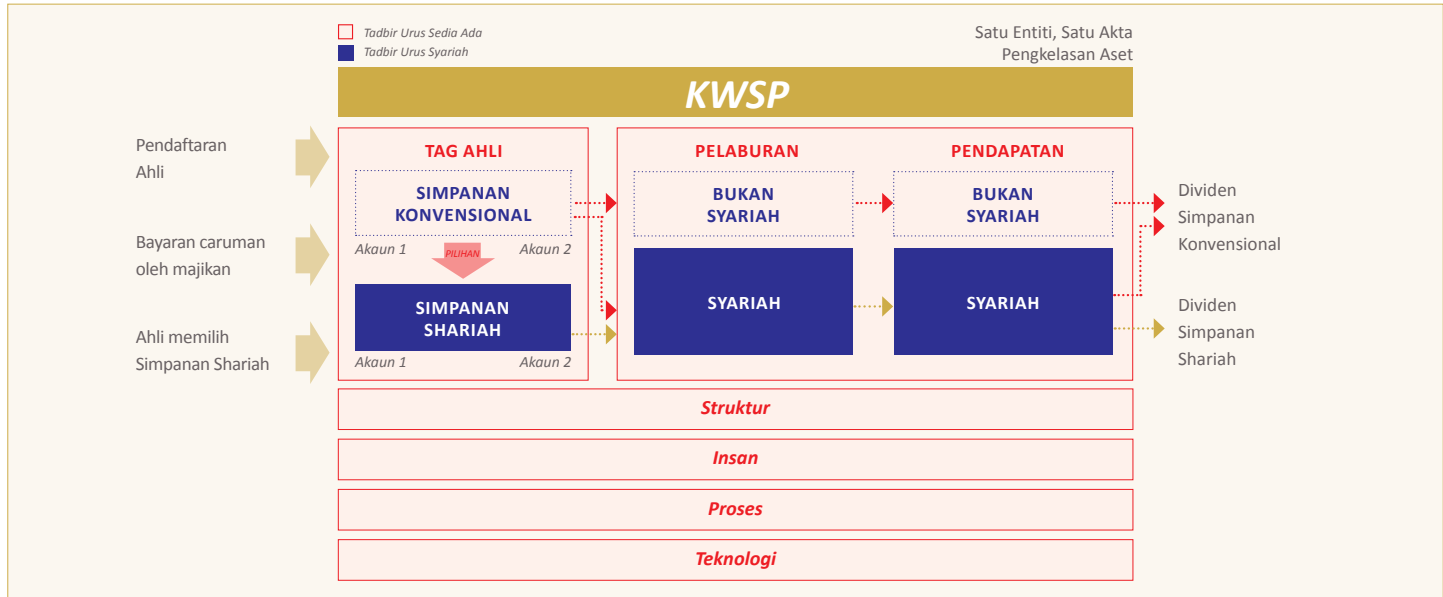 Tadbir Urus Sedia Ada
Tadbir Urus Syariah
Satu Entiti, Satu Akta
Pengkelasan Aset
KWSP
Pendaftaran
Ahli
Bayaran caruman
oleh majikan
Ahli memilih
Simpanan Shariah
TAG AHLI
SIMPANAN
KONVENSIONAL
Akaun 1
Akaun 2
PILIHAN
SIMPANAN
SHARIAH
Akaun 1
Akaun 2
PELABURAN
BUKAN
SYARIAH
SYARIAH
PENDAPATAN
BUKAN
SYARIAH
SYARIAH
Dividen
Simpanan
Konvensional
Dividen
Simpanan
Shariah
Struktur
Insan
Proses
Teknologi